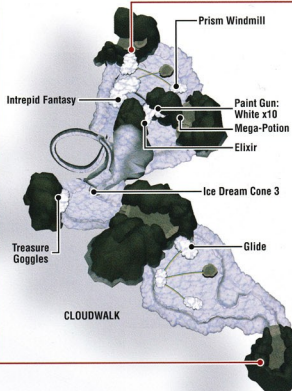 Prism Windmill
Intrepid Fantasy
Paint Gun:
White x10
Mega-Potion
Elixir
Ice Dream Cone 3
Treasure
Goggles
Glide
CLOUDWALK